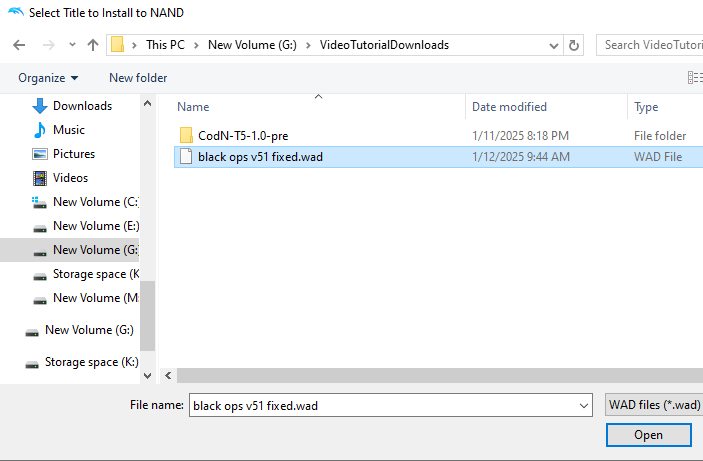 Select Title to Install to NAND
This PC > New Volume (G:) > VideoTutorialDownloads
Search VideoTutori
Organize
New folder
Name
Date modified
Type
Downloads
Music
Pictures
Videos
New Volume (C:
New Volume (E:)
New Volume (G:
Storage space (K
New Volume (M:
New Volume (G:)
Storage space (K:)
CodN-T5-1.0-pre
1/11/2025 8:18 PM
File folder
black ops v51 fixed.wad
1/12/2025 9:44 AM
WAD File
File name:
black ops v51 fixed.wad
WAD files (*.wad)
Open